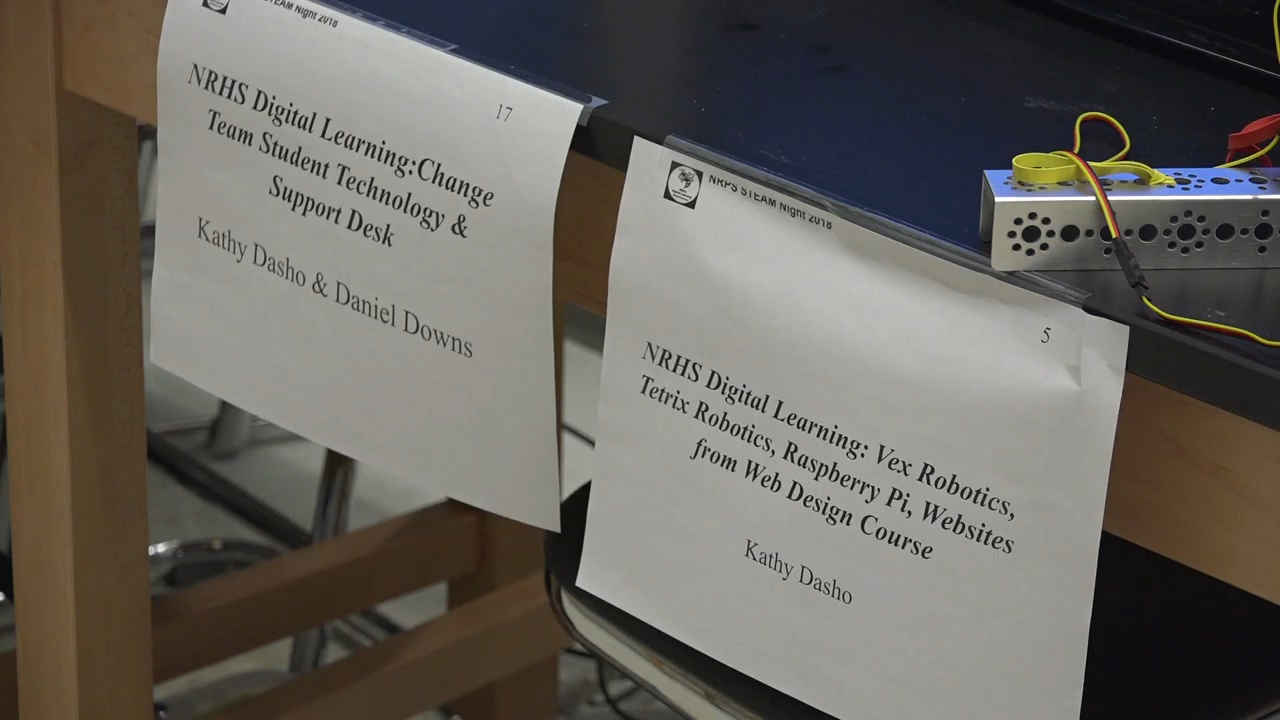 STEAM Night 2018
17
NRHS Digital Learning:Change
Team Student Technology &
Support Desk
Kathy Dasho & Daniel Downs
NRPS STEAM Night 2018
5
NRHS Digital Learning: Vex Robotics,
Tetrix Robotics, Raspberry Pi, Websites
from Web Design Course
Kathy Dasho